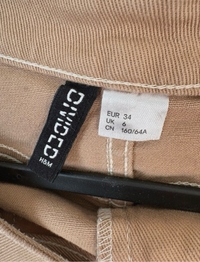 DIVIDED
H&M
EUR 34
UK 6
CN 160/64A